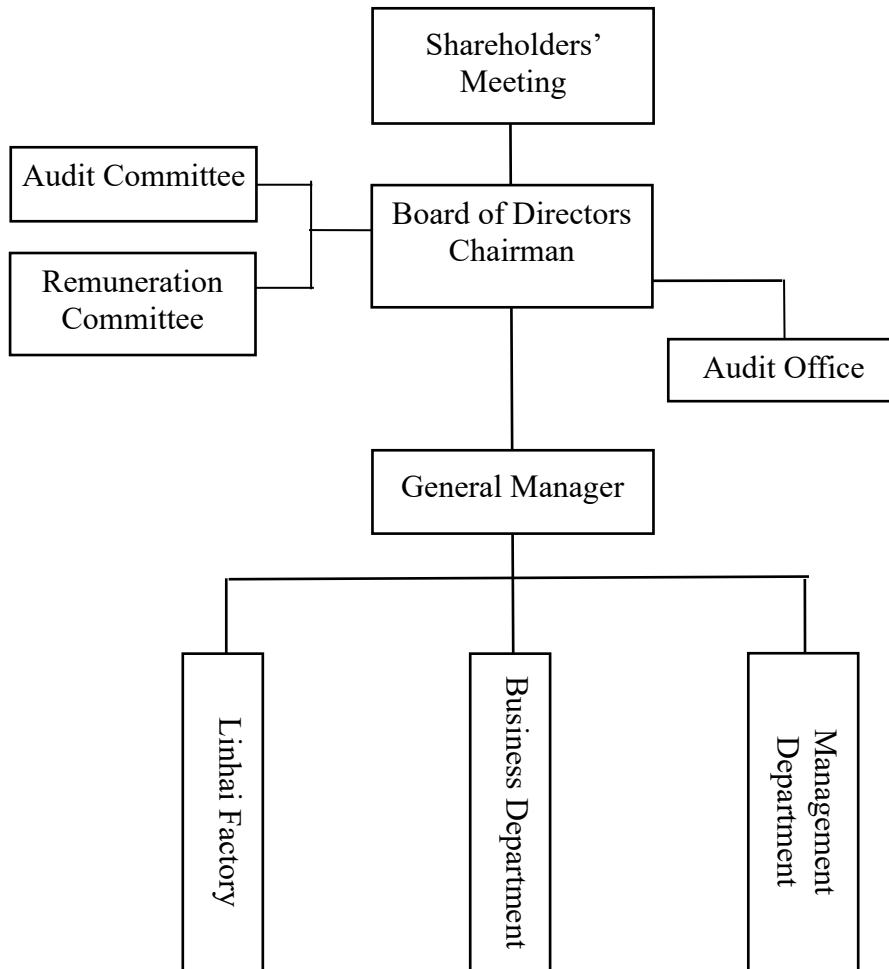 Shareholders’
Meeting
Audit Committee
Board of Directors
Chairman
Remuneration
Committee
Audit Office
General Manager
Linhai Factory
Business Department
Management
Department